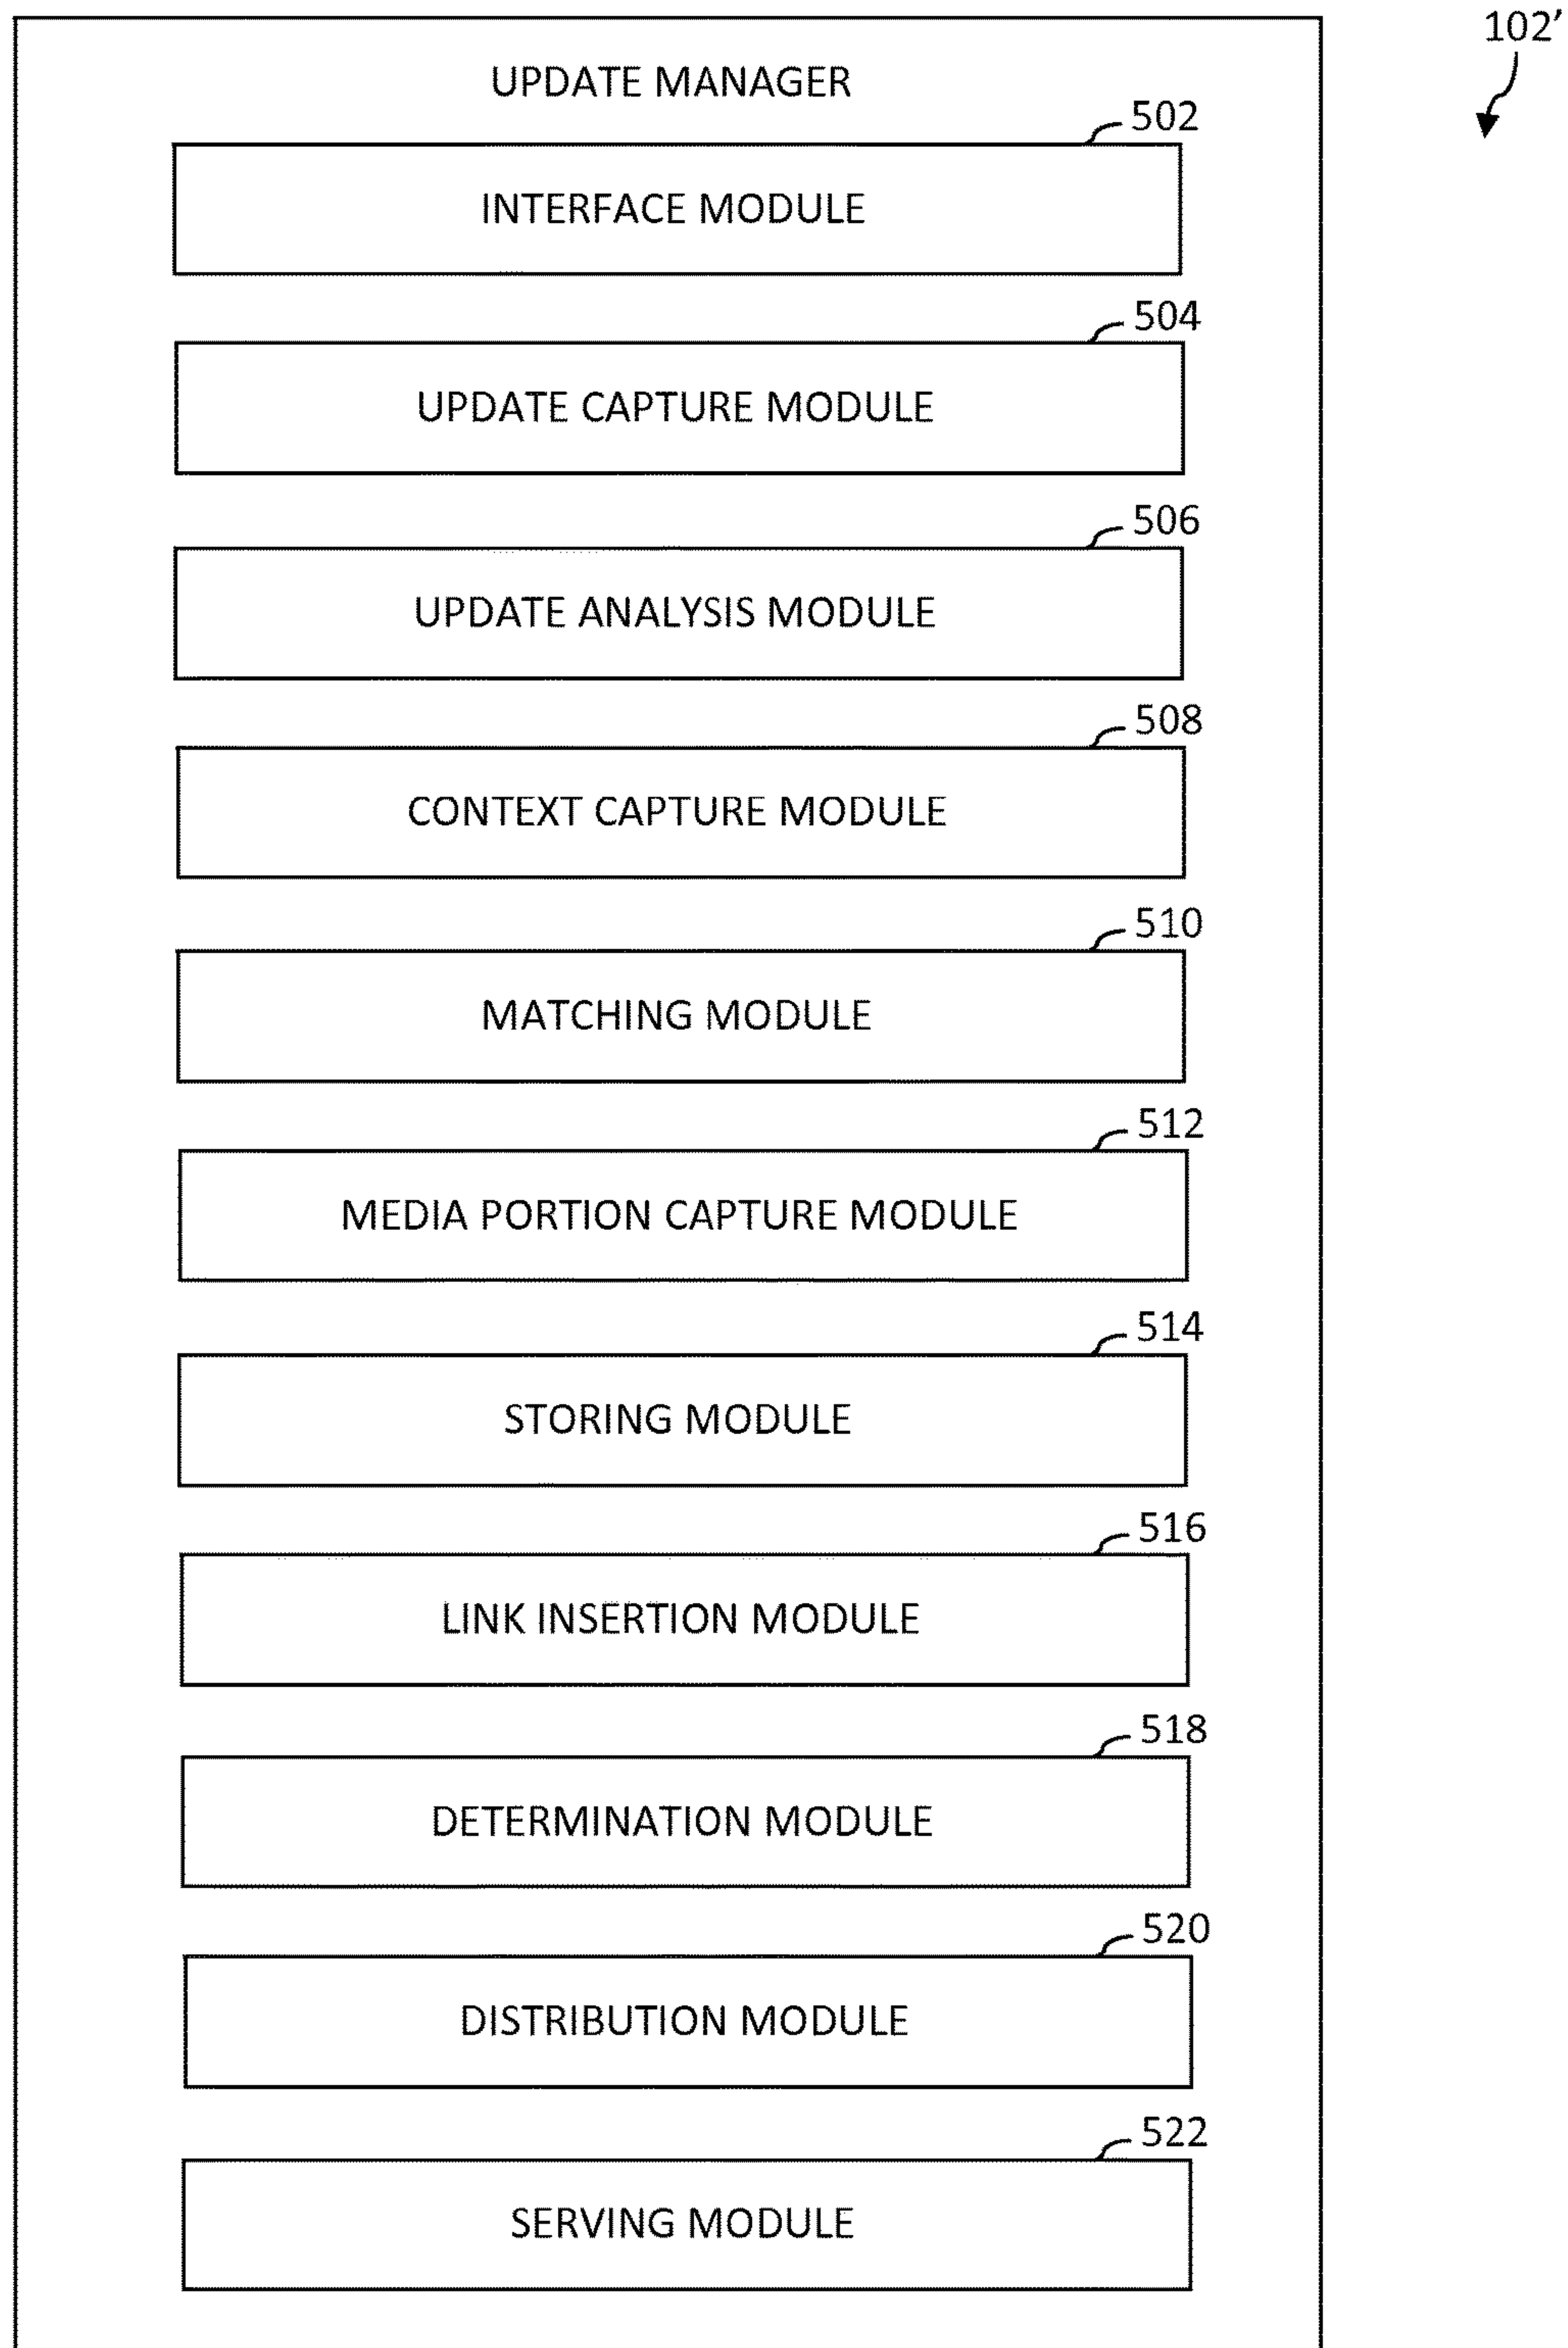 102’
UPDATE MANAGER
502
INTERFACE MODULE
504
UPDATE CAPTURE MODULE
506
UPDATE ANALYSIS MODULE
508
CONTEXT CAPTURE MODULE
510
MATCHING MODULE
512
MEDIA PORTION CAPTURE MODULE
514
STORING MODULE
516
LINK INSERTION MODULE
518
DETERMINATION MODULE
520
DISTRIBUTION MODULE
522
SERVING MODULE